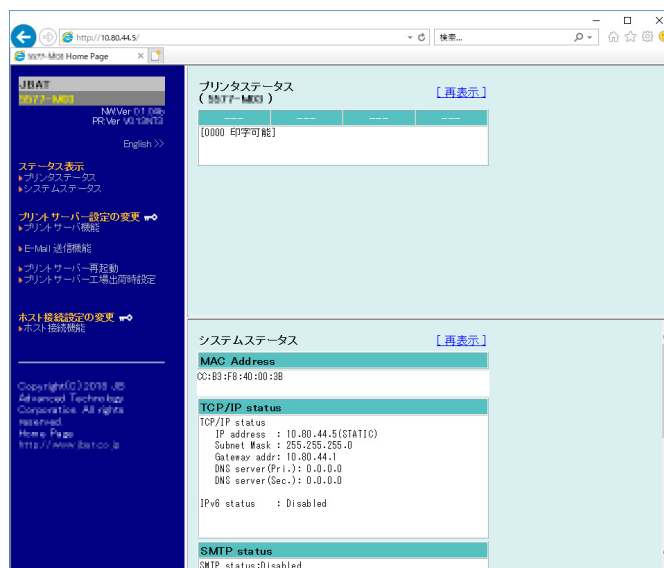 http://10.80.44.5/
検索...
Home Page
JBAT
NW.Ver
PR.Ver
English >>
ステータス表示
プリンタステータス
システムステータス
プリントサーバー設定の変更
プリントサーバ機能
E-Mail 送信機能
プリントサーバー再起動
プリントサーバー工場出荷時設定
ホスト接続設定の変更
ホスト接続機能
Copyright(C)2018 JB
Advanced Technology
Corporation. All rights
reserved.
Home Page
http://www.jbat.co.jp
プリンタステータス
[ 再表示 ]
--- --- --- ---
[0000 印字可能]
システムステータス
[ 再表示 ]
MAC Address
CC:B3:F8:40:00:3B
TCP/IP status
TCP/IP status
IP address : 10.80.44.5(STATIC)
Subnet Mask : 255.255.255.0
Gateway addr: 10.80.44.1
DNS server(Pri.): 0.0.0.0
DNS server(Sec.): 0.0.0.0
IPv6 status : Disabled
SMTP status
SMTP status:Disabled